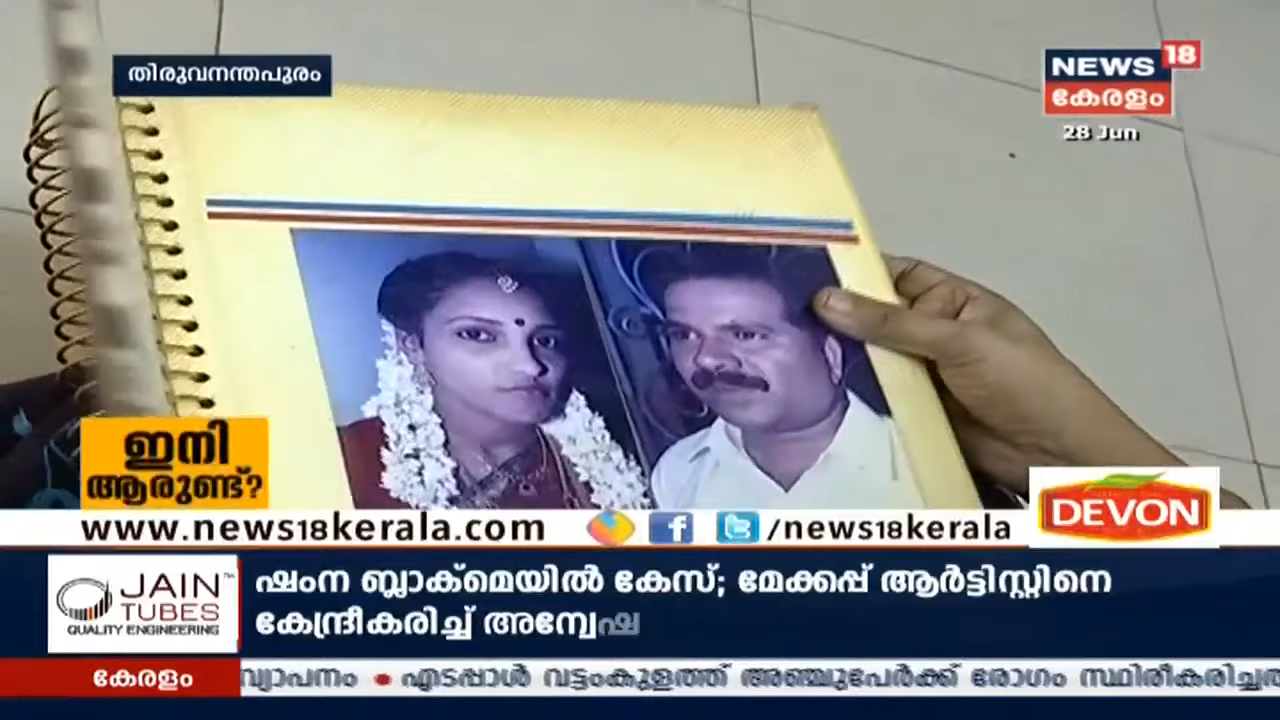 തിരുവനന്തപുരം
NEWS 18
കേരളം
28 Jun
ഇനി
ആരുണ്ട്?
DEVON
www.news18kerala.com
/news18kerala
JAIN
TUBES
QUALITY ENGINEERING
ഷംന ബ്ലാക്മെയിൽ കേസ്; മേക്കപ്പ് ആർട്ടിസ്റ്റിനെ
കേന്ദ്രീകരിച്ച് അന്വേഷ
കേരളം
വ്യാപനം • എടപ്പാൾ വട്ടംകുളത്ത് അഞ്ചുപേർക്ക് രോഗം സ്ഥിരീകരിച്ചത